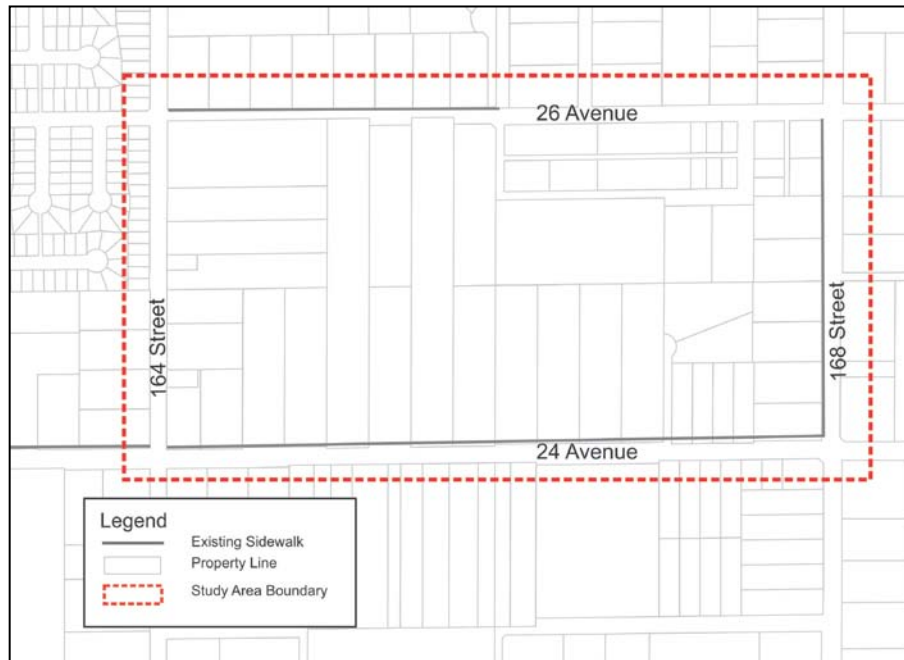 26 Avenue
164 Street
168 Street
24 Avenue
Legend
Existing Sidewalk
Property Line
Study Area Boundary